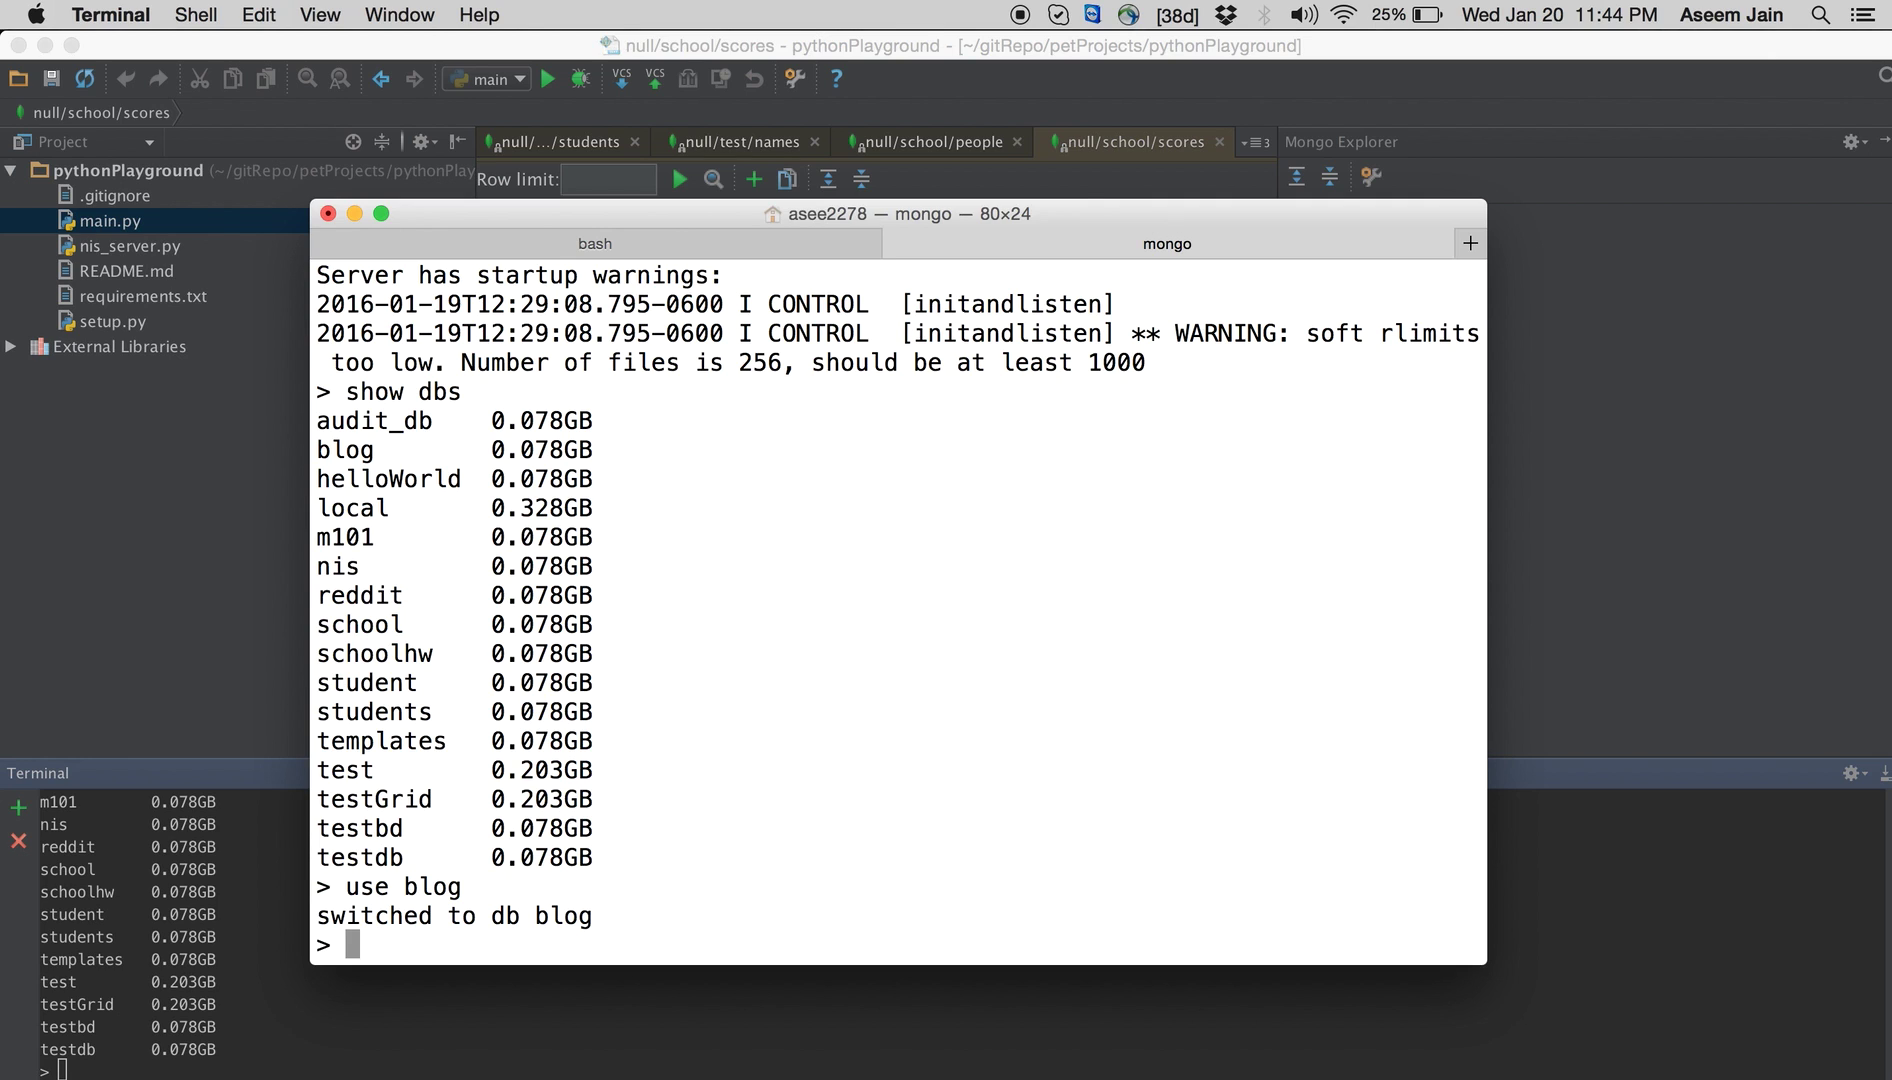 Terminal Shell Edit View Window Help [38d] 25% Wed Jan 20 11:44 PM Aseem Jain
null/school/scores - pythonPlayground - [~/gitRepo/petProjects/pythonPlayground]
main VCS VCS ?
null/school/scores
Project null/.../students null/test/names null/school/people null/school/scores 3 Mongo Explorer
pythonPlayground (~/gitRepo/petProjects/pythonPlay
Row limit:
.gitignore
main.py
nis_server.py
README.md
requirements.txt
setup.py
External Libraries
asee2278 — mongo — 80×24
bash mongo +
Server has startup warnings:
2016-01-19T12:29:08.795-0600 I CONTROL  [initandlisten]
2016-01-19T12:29:08.795-0600 I CONTROL  [initandlisten] ** WARNING: soft rlimits
too low. Number of files is 256, should be at least 1000
> show dbs
audit_db    0.078GB
blog        0.078GB
helloWorld  0.078GB
local       0.328GB
m101        0.078GB
nis         0.078GB
reddit      0.078GB
school      0.078GB
schoolhw    0.078GB
student     0.078GB
students    0.078GB
templates   0.078GB
test        0.203GB
testGrid    0.203GB
testbd      0.078GB
testdb      0.078GB
> use blog
switched to db blog
>
Terminal
m101        0.078GB
nis         0.078GB
reddit      0.078GB
school      0.078GB
schoolhw    0.078GB
student     0.078GB
students    0.078GB
templates   0.078GB
test        0.203GB
testGrid    0.203GB
testbd      0.078GB
testdb      0.078GB
>